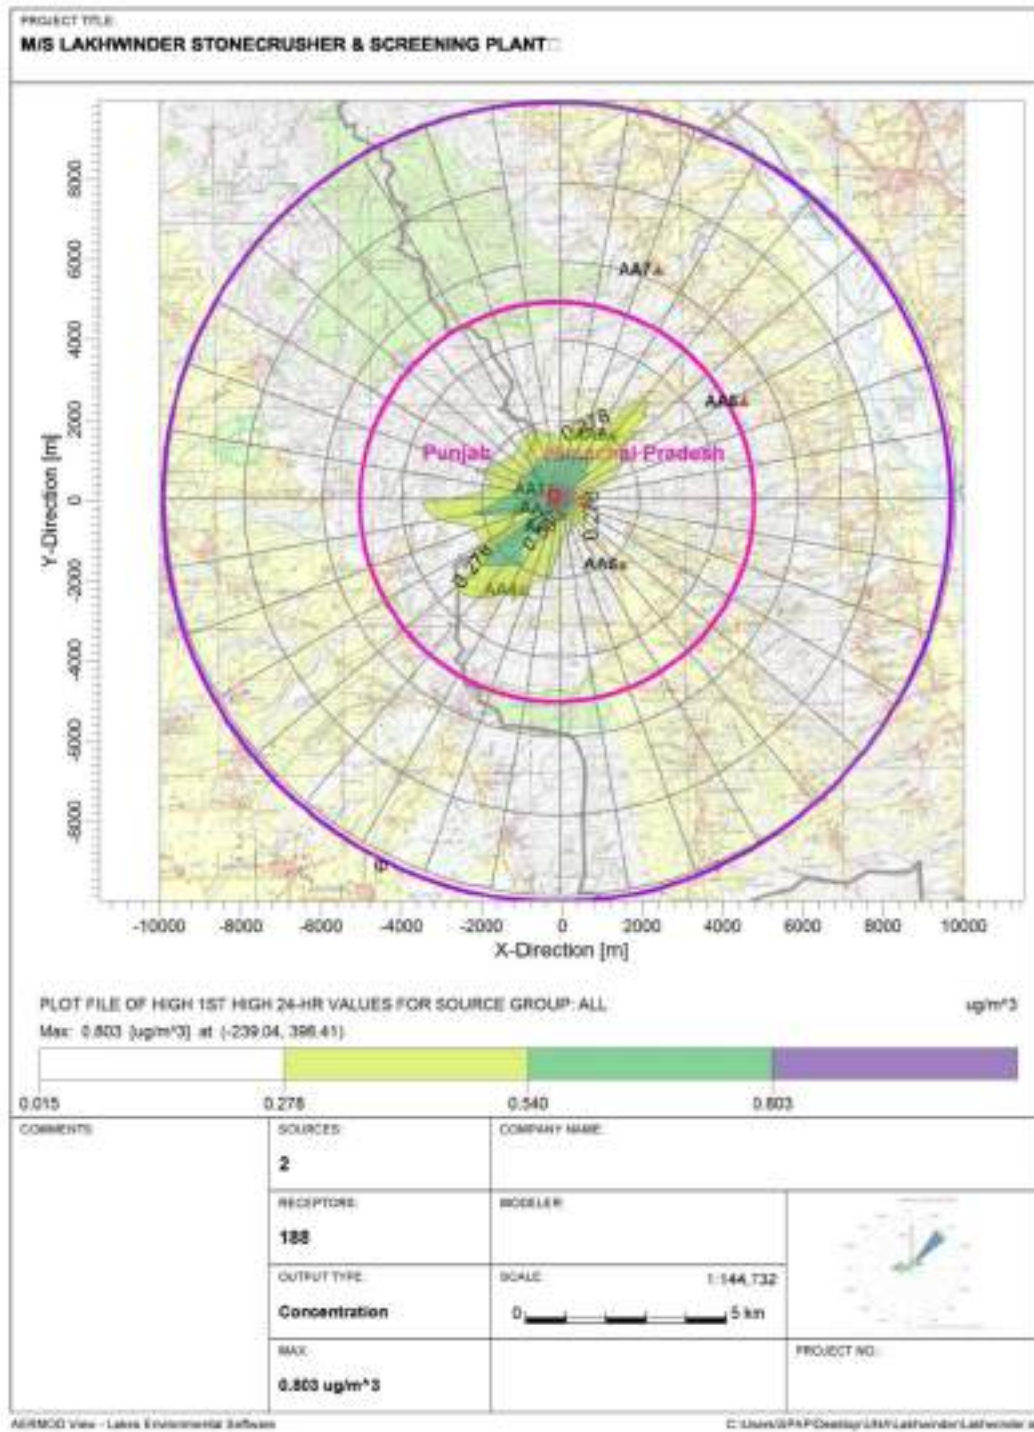 PROJECT TITLE:
M/S LAKHWINDER STONECRUSHER & SCREENING PLANT
Y-Direction [m]
8000
6000
4000
2000
0
-2000
-4000
-6000
-8000
AA7
AA8
0.278
Punjab
Pradesh
AA1
0.278
AA6
-10000 -8000 -6000 -4000 -2000 0 2000 4000 6000 8000 10000
X-Direction [m]
PLOT FILE OF HIGH 1ST HIGH 24-HR VALUES FOR SOURCE GROUP: ALL ug/m^3
Max: 0.803 [ug/m^3] at (-239.04, 396.41)
0.015 0.278 0.540 0.803
COMMENTS:
SOURCES:
2
COMPANY NAME:
RECEPTORS:
188
MODELER:
OUTPUT TYPE:
Concentration
SCALE: 1:144,732
0 5 km
MAX:
0.803 ug/m^3
PROJECT NO.:
AERMOD View - Lakes Environmental Software